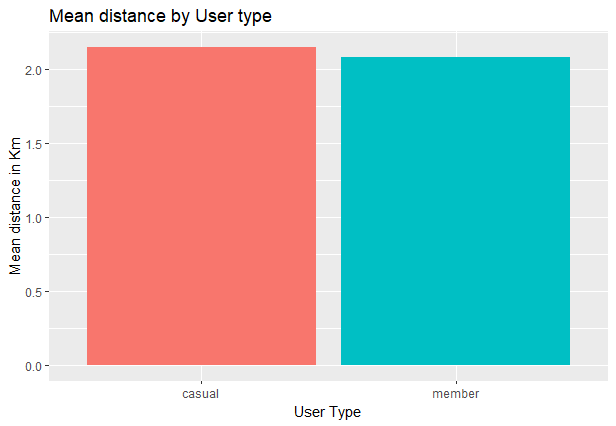 Mean distance by User type
Mean distance in Km
2.0
1.5
1.0
0.5
0.0
casual
member
User Type